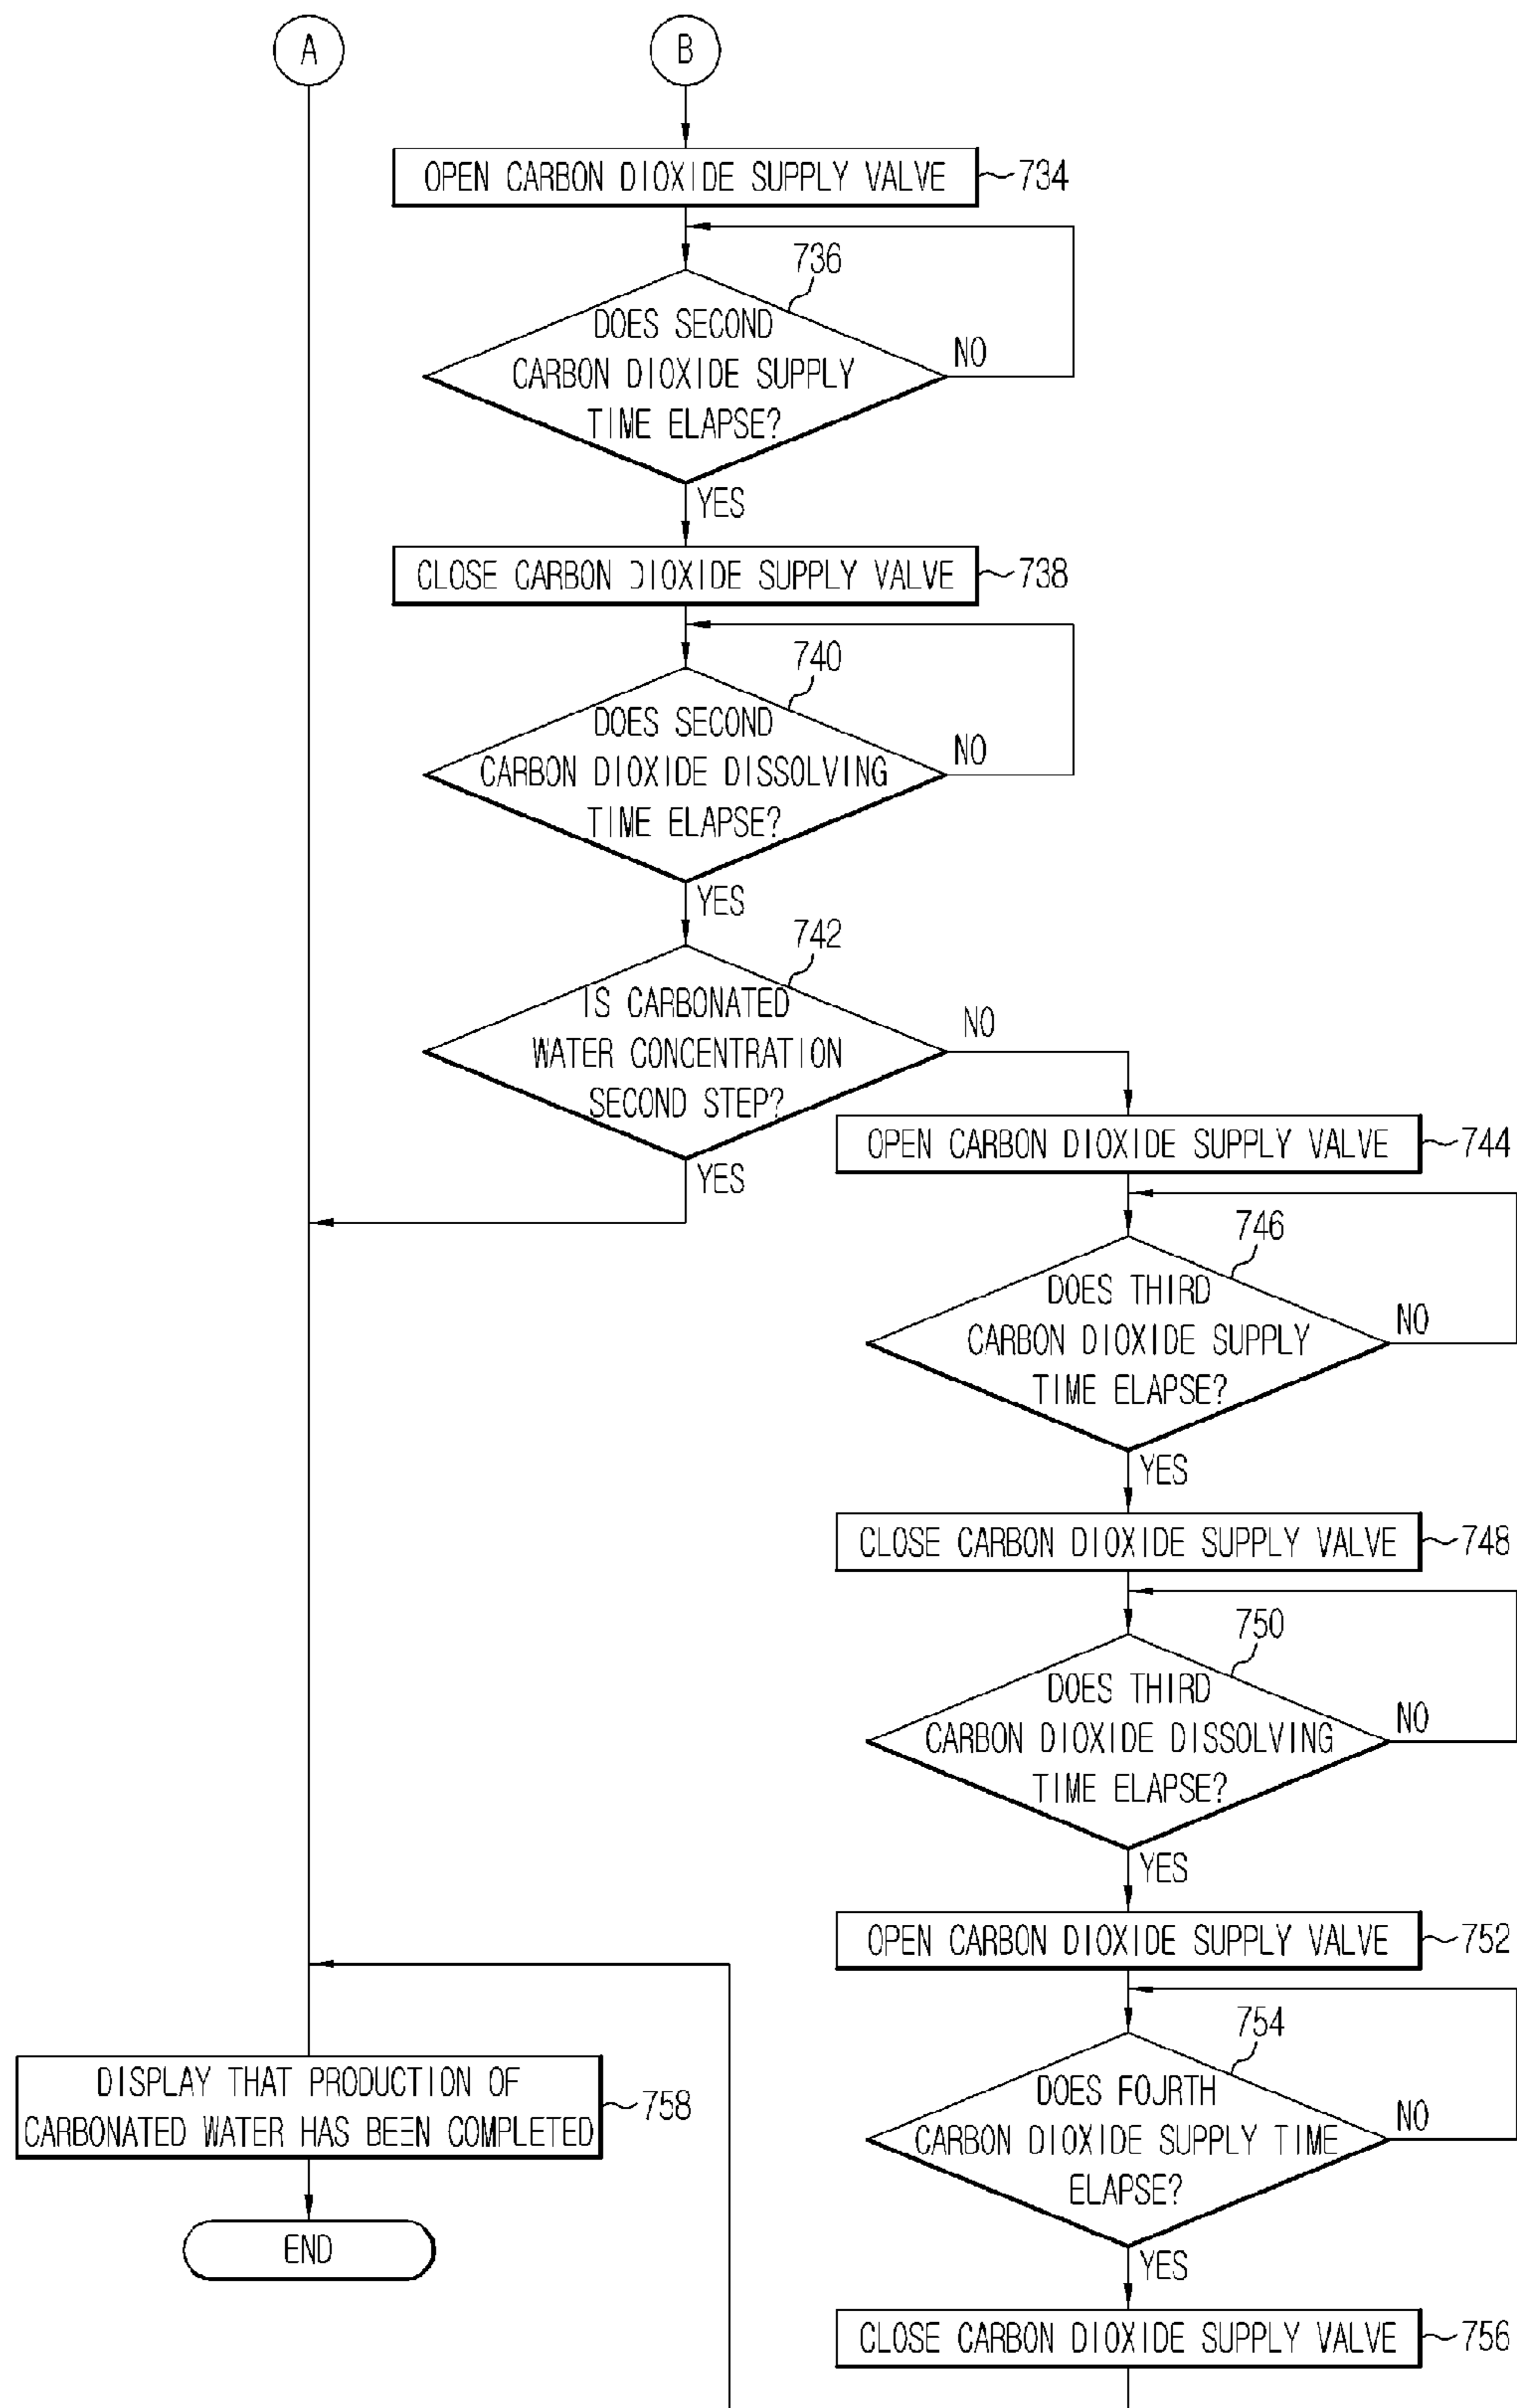 A
B
OPEN CARBON DIOXIDE SUPPLY VALVE
734
736
DOES SECOND
CARBON DIOXIDE SUPPLY
TIME ELAPSE?
NO
YES
CLOSE CARBON DIOXIDE SUPPLY VALVE
738
740
DOES SECOND
CARBON DIOXIDE DISSOLVING
TIME ELAPSE?
NO
YES
742
IS CARBONATED
WATER CONCENTRATION
SECOND STEP?
NO
YES
OPEN CARBON DIOXIDE SUPPLY VALVE
744
746
DOES THIRD
CARBON DIOXIDE SUPPLY
TIME ELAPSE?
NO
YES
CLOSE CARBON DIOXIDE SUPPLY VALVE
748
750
DOES THIRD
CARBON DIOXIDE DISSOLVING
TIME ELAPSE?
NO
YES
OPEN CARBON DIOXIDE SUPPLY VALVE
752
754
DOES FOURTH
CARBON DIOXIDE SUPPLY TIME
ELAPSE?
NO
YES
CLOSE CARBON DIOXIDE SUPPLY VALVE
756
DISPLAY THAT PRODUCTION OF
CARBONATED WATER HAS BEEN COMPLETED
758
END